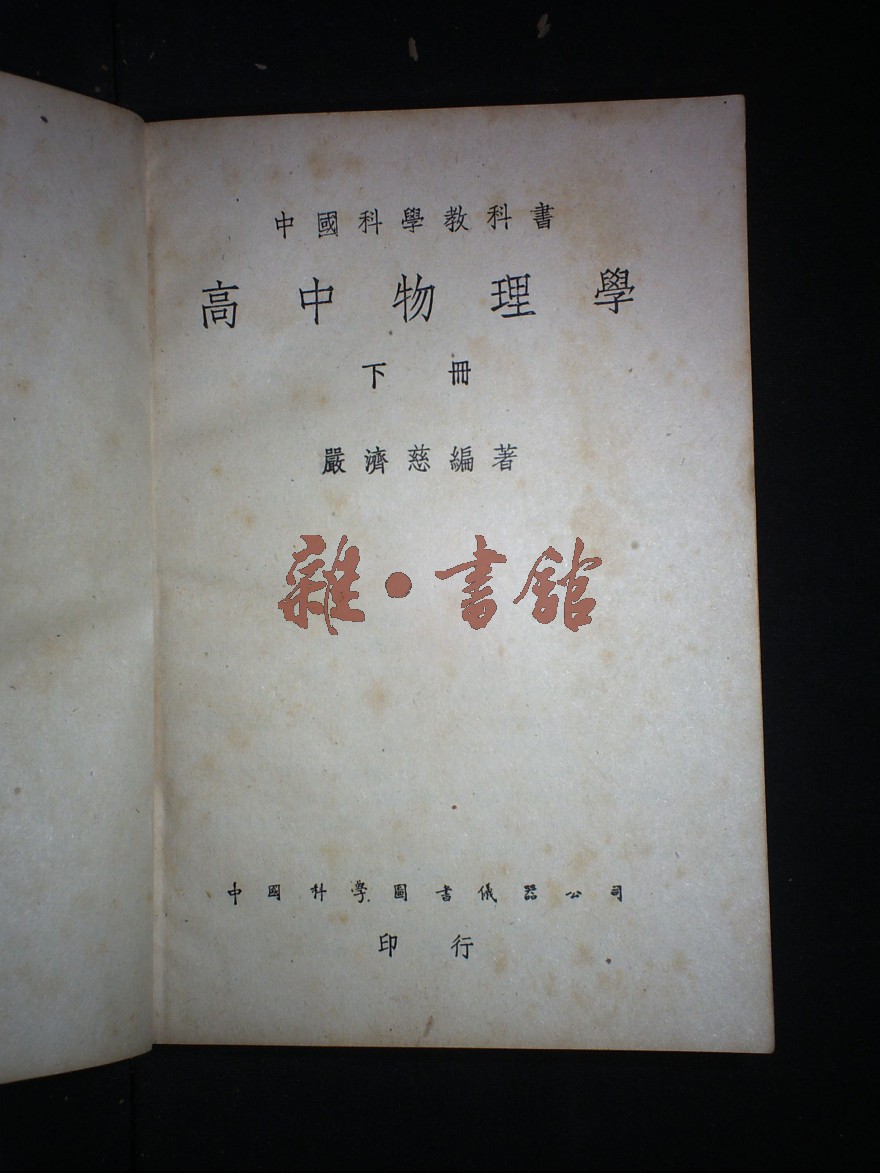 中國科學教科書
高中物理學
下冊
嚴濟慈編著
雜·書館
中國科學圖書儀器公司
印行